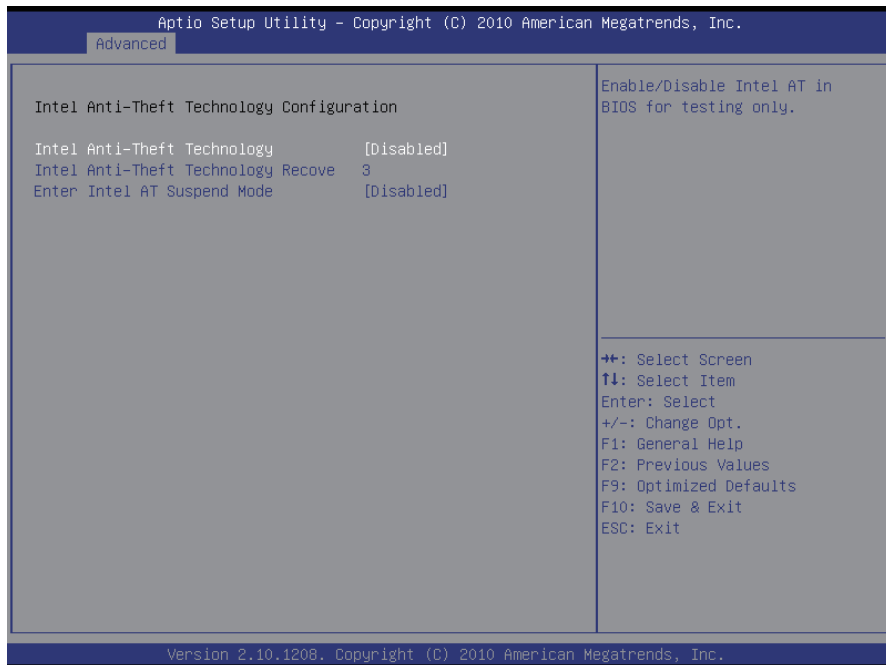 Aptio Setup Utility – Copyright (C) 2010 American Megatrends, Inc.
Advanced
Intel Anti-Theft Technology Configuration
Intel Anti-Theft Technology [Disabled]
Intel Anti-Theft Technology Recove 3
Enter Intel AT Suspend Mode [Disabled]
Enable/Disable Intel AT in
BIOS for testing only.
→←: Select Screen
↑↓: Select Item
Enter: Select
+/-: Change Opt.
F1: General Help
F2: Previous Values
F9: Optimized Defaults
F10: Save & Exit
ESC: Exit
Version 2.10.1208. Copyright (C) 2010 American Megatrends, Inc.